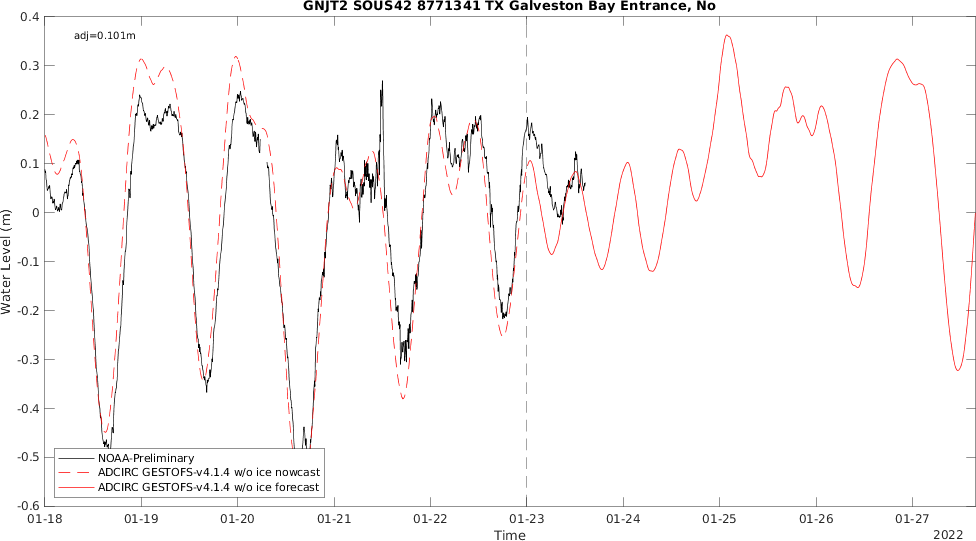 GNJT2 SOUS42 8771341 TX Galveston Bay Entrance, No
adj=0.101m
0.4
0.3
0.2
0.1
0
-0.1
-0.2
-0.3
-0.4
-0.5
-0.6
Water Level (m)
NOAA-Preliminary
ADCIRC GESTOFS-v4.1.4 w/o ice nowcast
ADCIRC GESTOFS-v4.1.4 w/o ice forecast
01-18 01-19 01-20 01-21 01-22 01-23 01-24 01-25 01-26 01-27
Time
2022